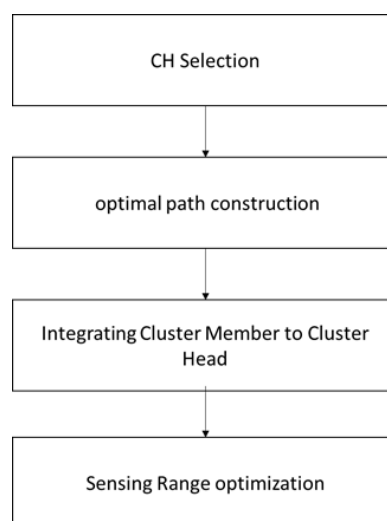 CH Selection
optimal path construction
Integrating Cluster Member to Cluster
Head
Sensing Range optimization